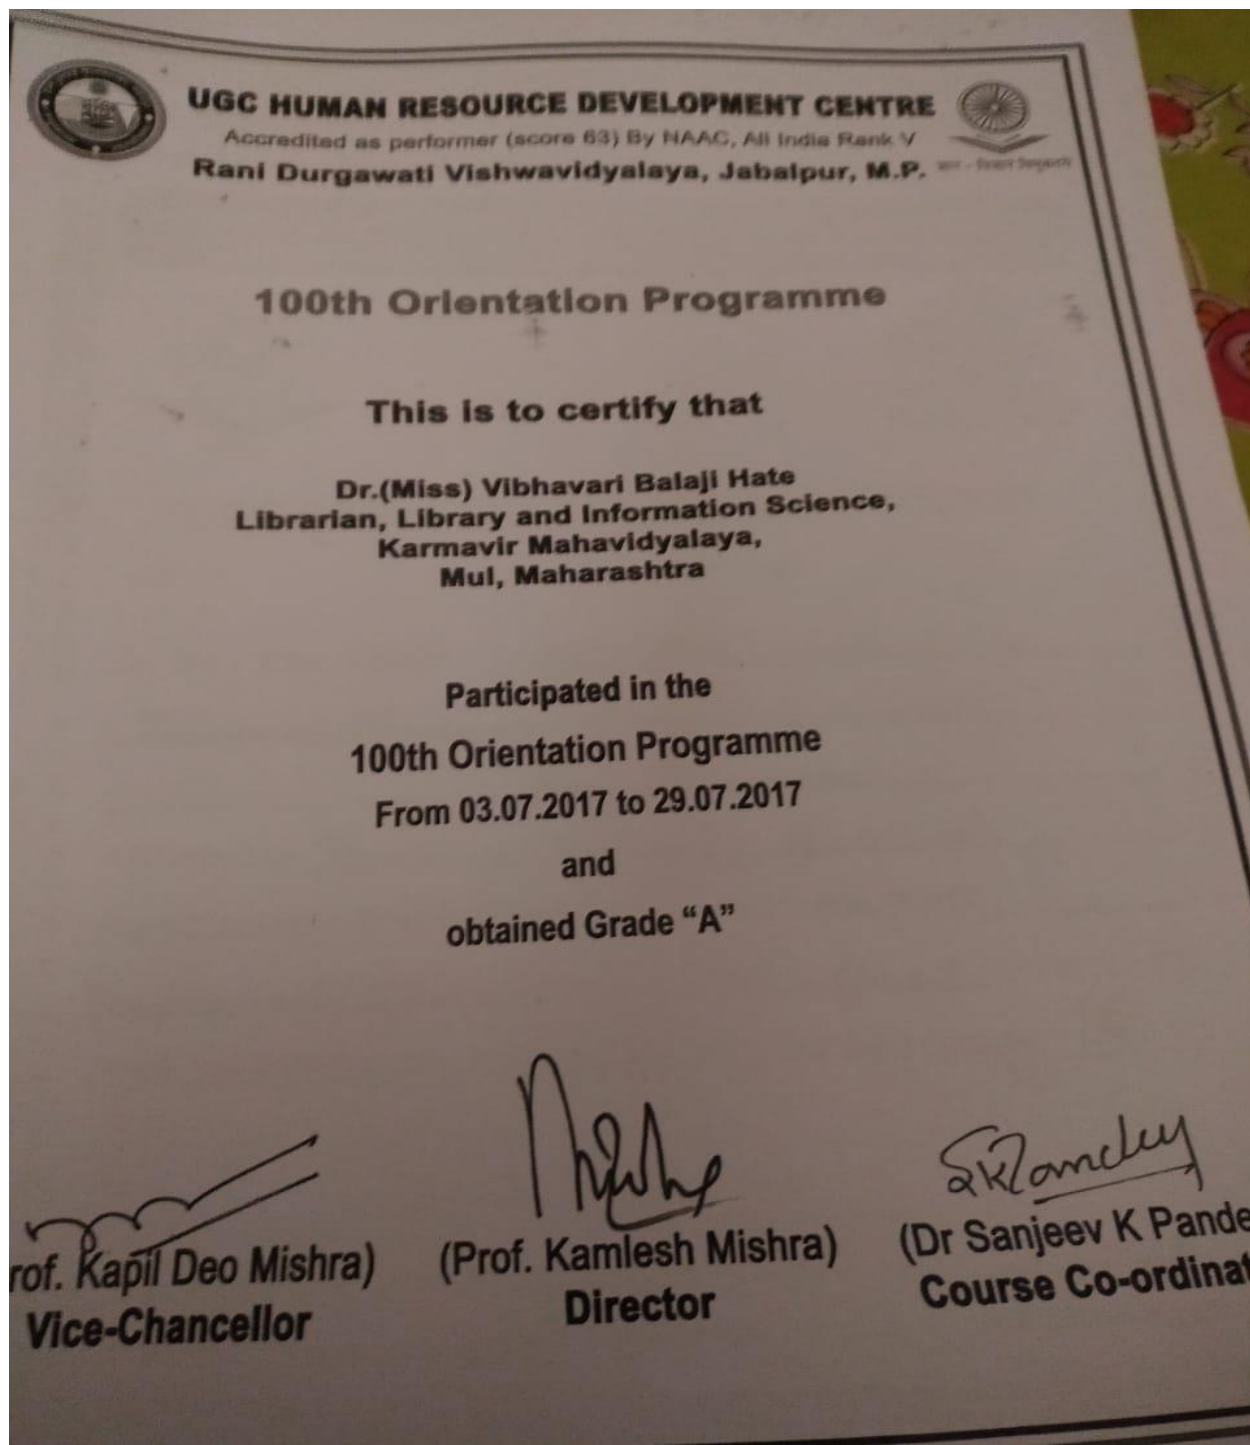 UGC HUMAN RESOURCE DEVELOPMENT CENTRE
Accredited as performer (score 63) By NAAC, All India Rank V
Rani Durgawati Vishwavidyalaya, Jabalpur, M.P.
100th Orientation Programme
This is to certify that
Dr.(Miss) Vibhavari Balaji Hate
Librarian, Library and Information Science,
Karmavir Mahavidyalaya,
Mul, Maharashtra
Participated in the
100th Orientation Programme
From 03.07.2017 to 29.07.2017
and
obtained Grade “A”
SKPandey
rof. Kapil Deo Mishra) (Prof. Kamlesh Mishra) (Dr Sanjeev K Pande
Vice-Chancellor Director Course Co-ordinat